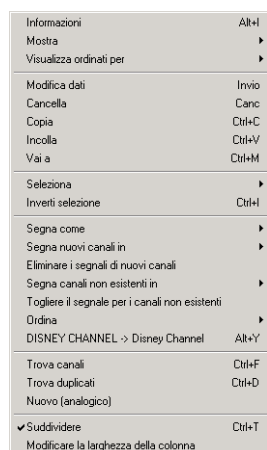 Informazioni Alt+I
Mostra
Visualizza ordinati per
Modifica dati Invio
Cancella Canc
Copia Ctrl+C
Incolla Ctrl+V
Vai a Ctrl+M
Seleziona
Inverti selezione Ctrl+I
Segna come
Segna nuovi canali in
Eliminare i segnali di nuovi canali
Segna canali non esistenti in
Togliere il segnale per i canali non esistenti
Ordina
DISNEY CHANNEL -> Disney Channel Alt+Y
Trova canali Ctrl+F
Trova duplicati Ctrl+D
Nuovo (analogico)
Suddividere Ctrl+T
Modificare la larghezza della colonna